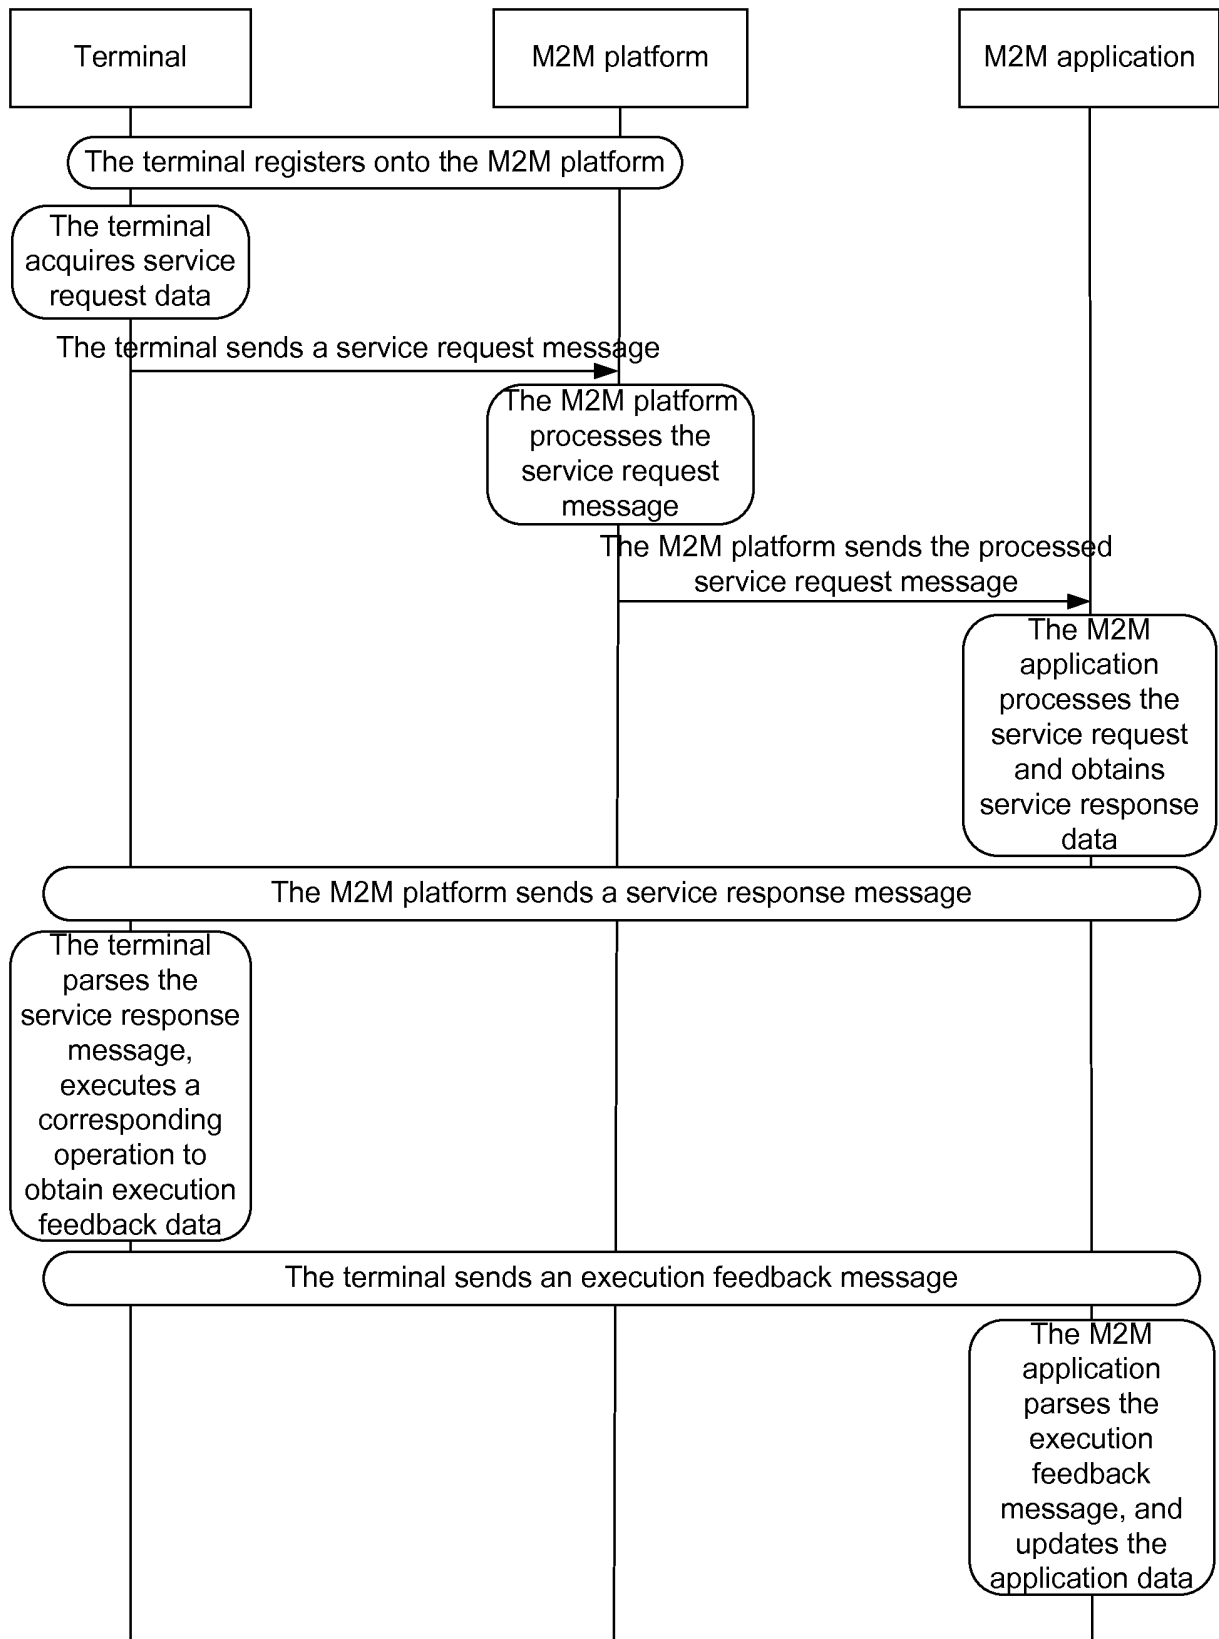 Terminal
M2M platform
M2M application
The terminal registers onto the M2M platform
The terminal
acquires service
request data
The terminal sends a service request message
The M2M platform
processes the
service request
message
The M2M platform sends the processed
service request message
The M2M
application
processes the
service request
and obtains
service response
data
The M2M platform sends a service response message
The terminal
parses the
service response
message,
executes a
corresponding
operation to
obtain execution
feedback data
The terminal sends an execution feedback message
The M2M
application
parses the
execution
feedback
message, and
updates the
application data